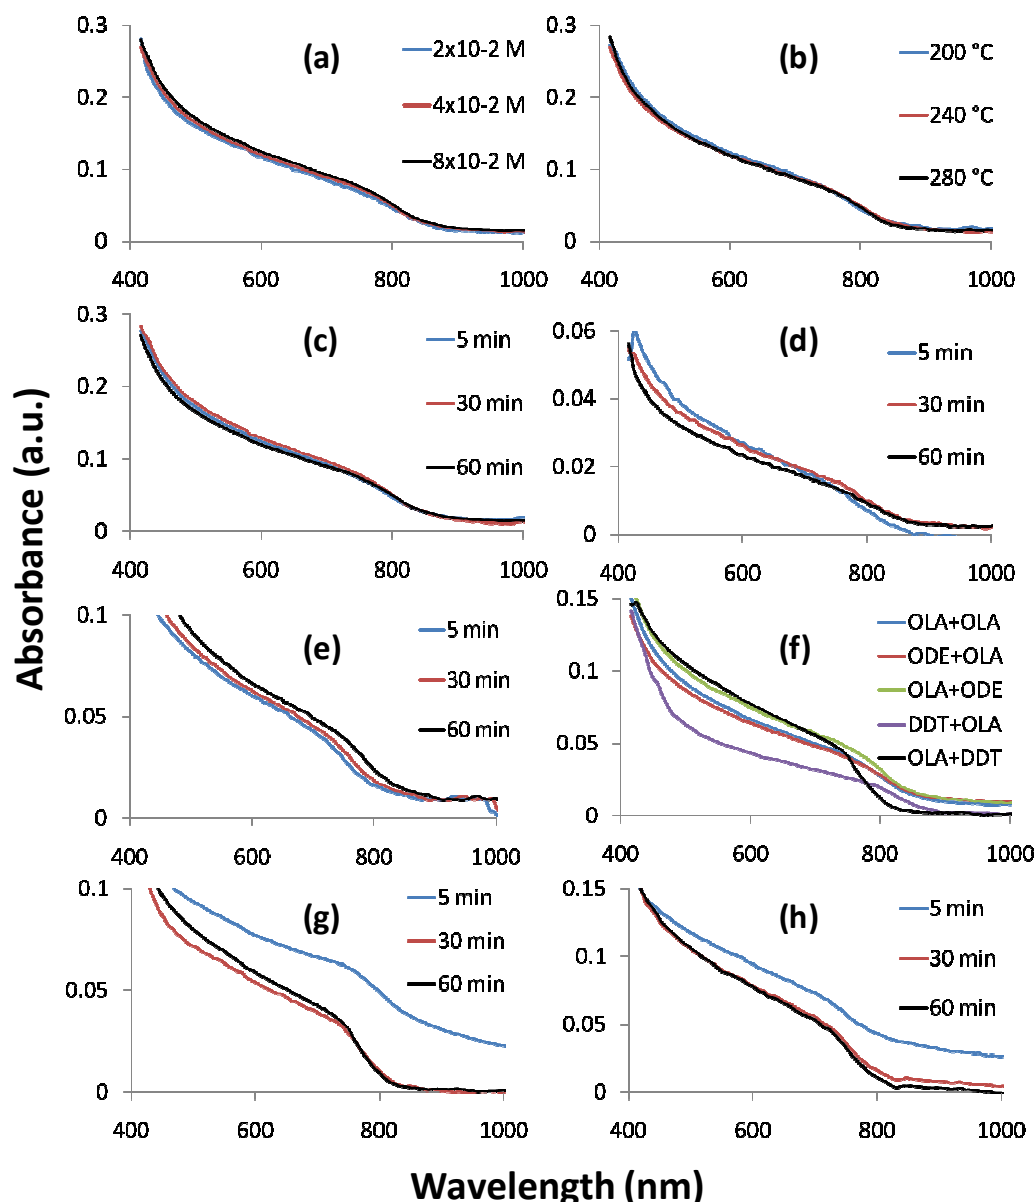 Absorbance (a.u.)
0.3
0.2
0.1
0
400 600 800 1000
(a)
2x10-2 M
4x10-2 M
8x10-2 M
0.3
0.2
0.1
0
400 600 800 1000
(b)
200 °C
240 °C
280 °C
0.3
0.2
0.1
0
400 600 800 1000
(c)
5 min
30 min
60 min
0.06
0.04
0.02
0
400 600 800 1000
(d)
5 min
30 min
60 min
0.1
0.05
0
400 600 800 1000
(e)
5 min
30 min
60 min
0.15
0.1
0.05
0
400 600 800 1000
(f)
OLA+OLA
ODE+OLA
OLA+ODE
DDT+OLA
OLA+DDT
0.1
0.05
0
400 600 800 1000
(g)
5 min
30 min
60 min
0.15
0.1
0.05
0
400 600 800 1000
(h)
5 min
30 min
60 min
Wavelength (nm)